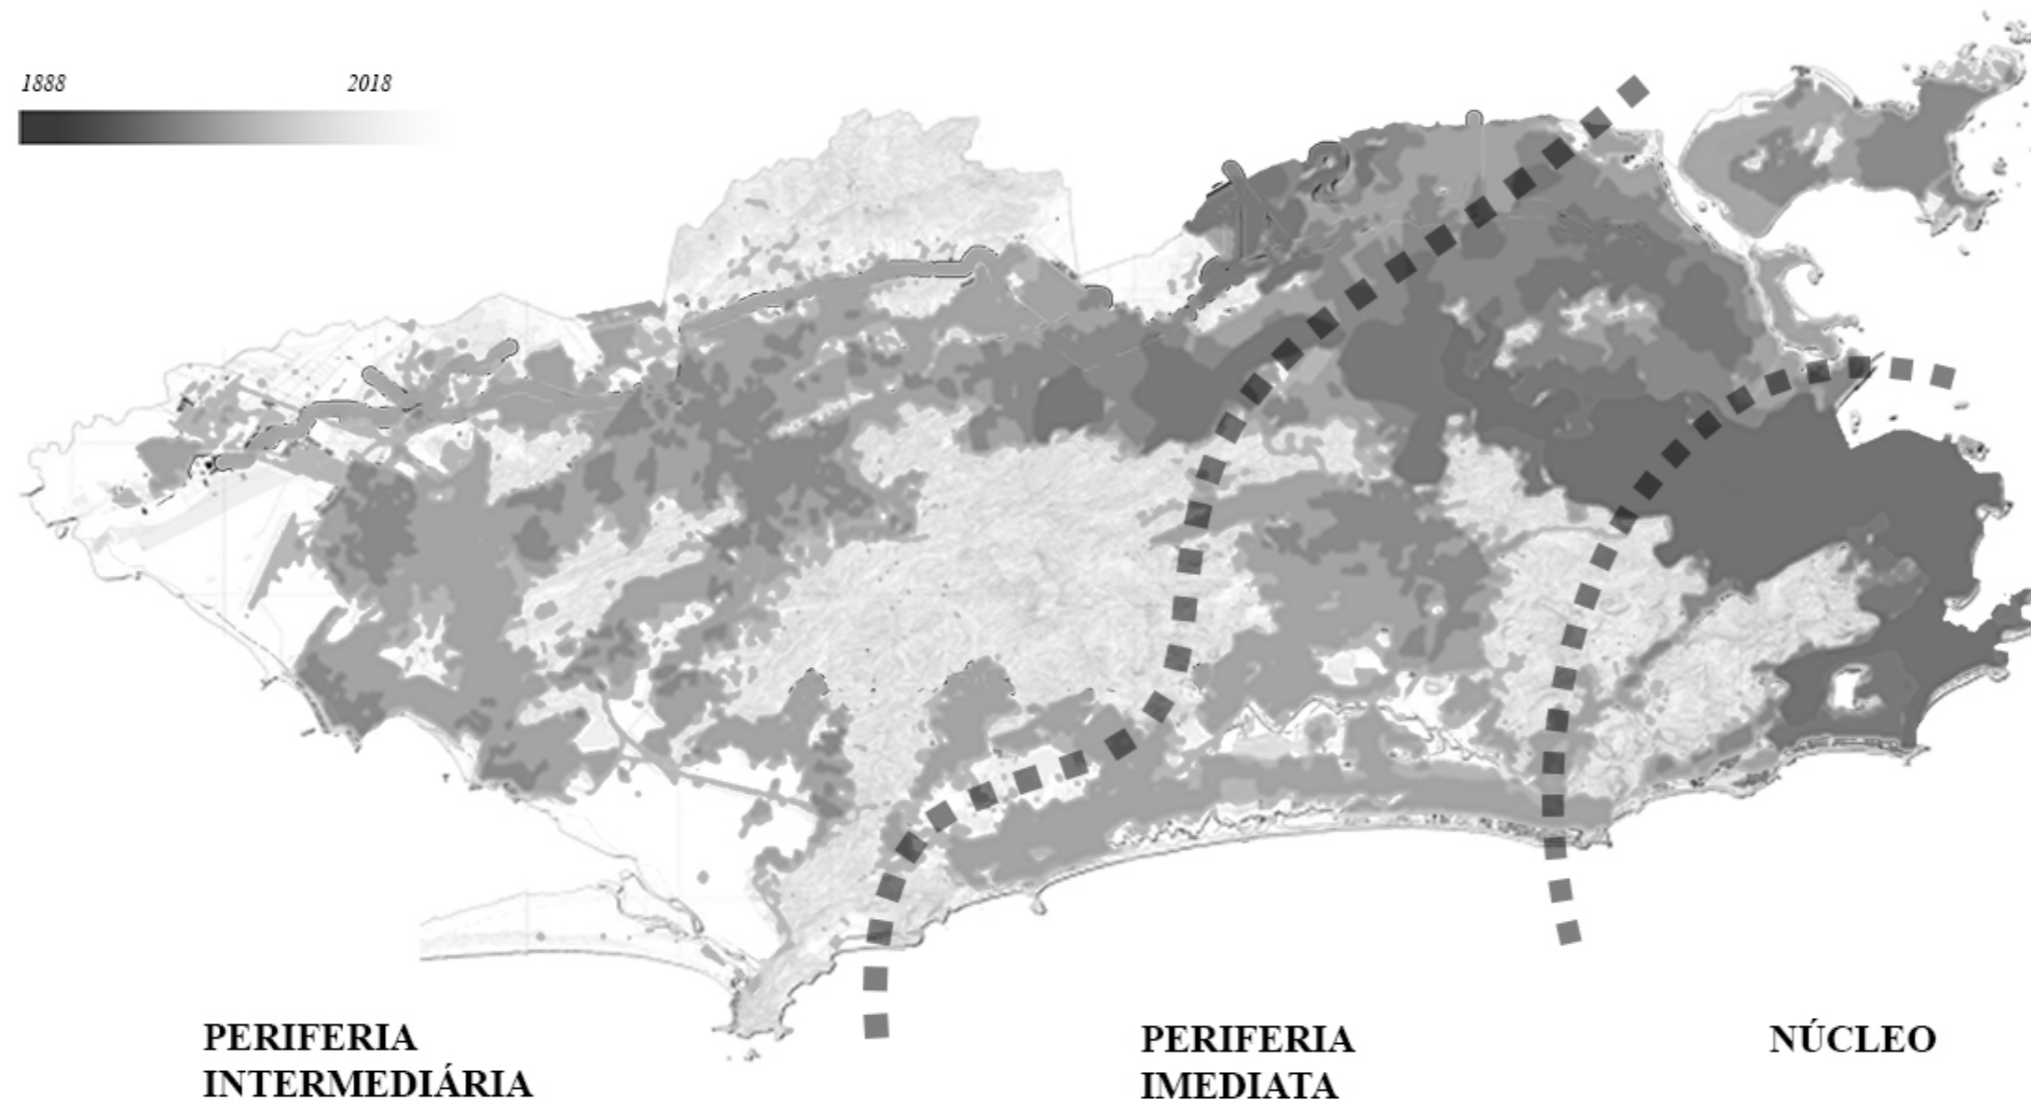 1888 2018
PERIFERIA
INTERMEDIÁRIA
PERIFERIA
IMEDIATA
NÚCLEO